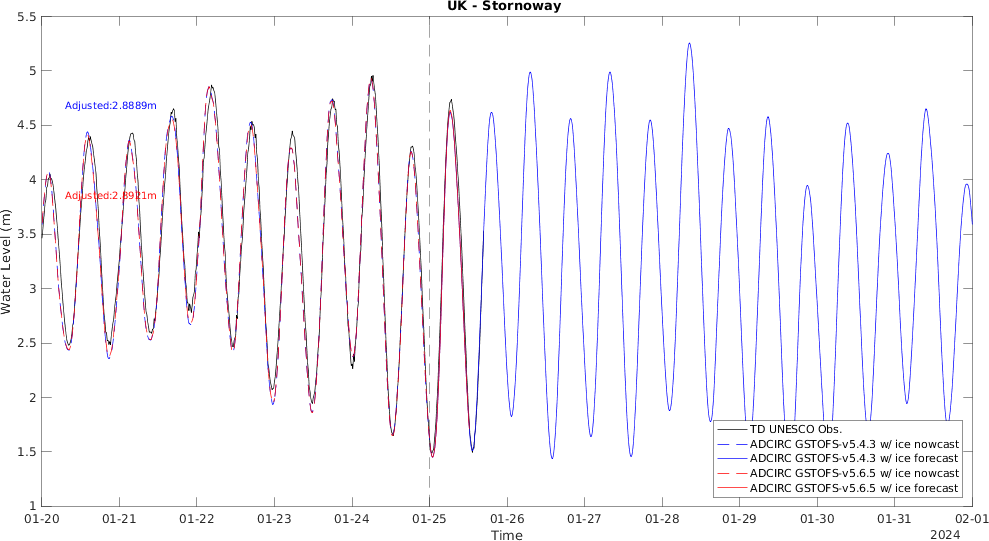 UK - Stornoway
5.5
5
4.5
4
3.5
3
2.5
2
1.5
1
Water Level (m)
Adjusted:2.8889m
Adjusted:2.8921m
TD UNESCO Obs.
ADCIRC GSTOFS-v5.4.3 w/ ice nowcast
ADCIRC GSTOFS-v5.4.3 w/ ice forecast
ADCIRC GSTOFS-v5.6.5 w/ ice nowcast
ADCIRC GSTOFS-v5.6.5 w/ ice forecast
01-20 01-21 01-22 01-23 01-24 01-25 01-26 01-27 01-28 01-29 01-30 01-31 02-01
Time
2024